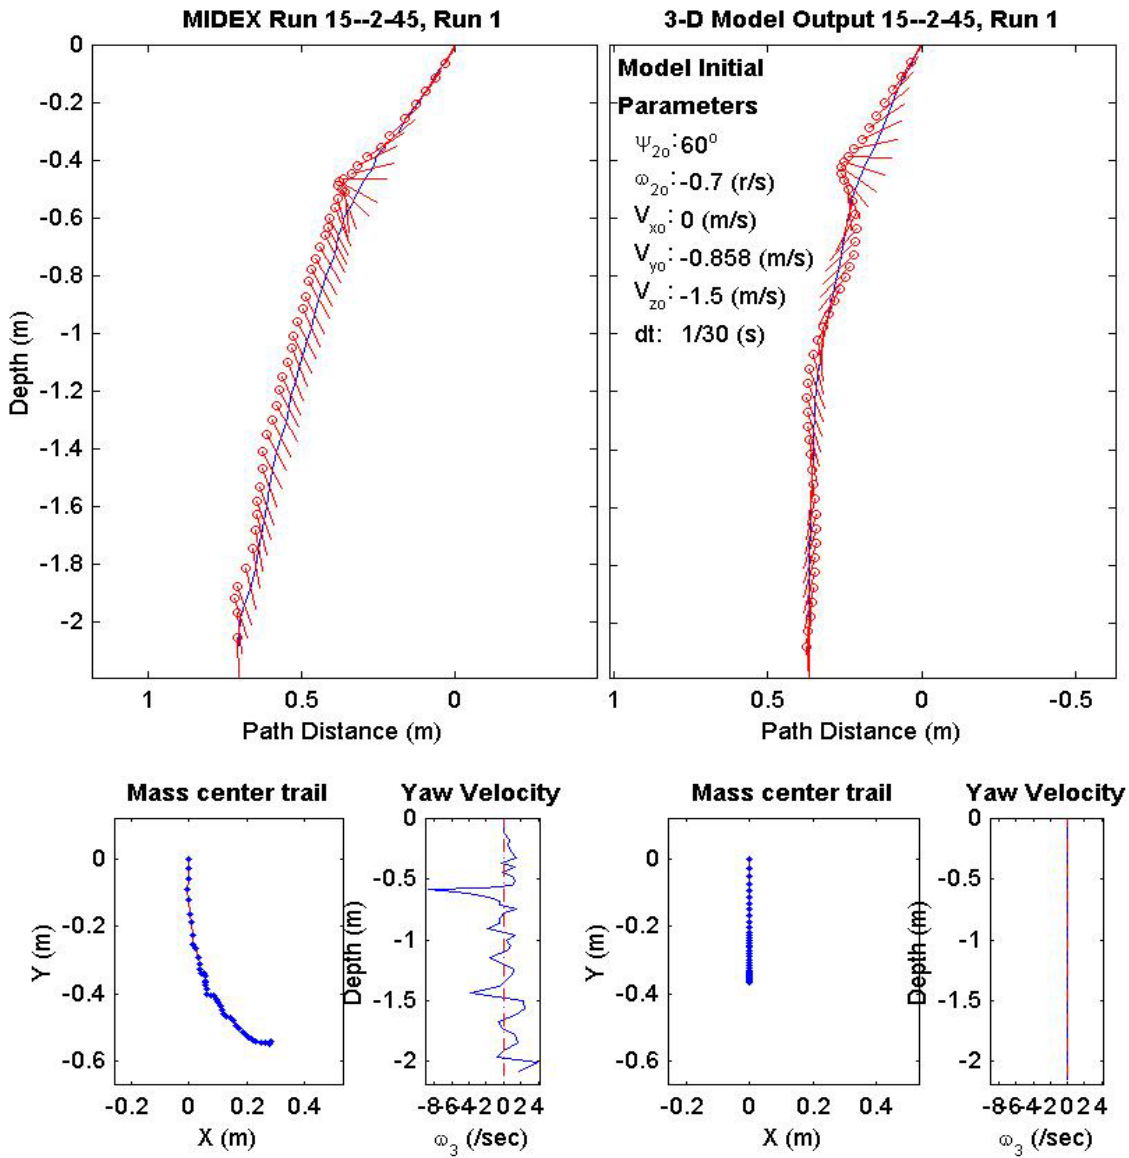 MIDEX Run 15--2-45, Run 1
3-D Model Output 15--2-45, Run 1
0
-0.2
-0.4
-0.6
-0.8
-1
-1.2
-1.4
-1.6
-1.8
-2
Depth (m)
1
0.5
0
Path Distance (m)
Model Initial
Parameters
Ψ2o: 60o
ω2o: -0.7 (r/s)
Vxo: 0 (m/s)
Vyo: -0.858 (m/s)
Vzo: -1.5 (m/s)
dt: 1/30 (s)
1
0.5
0
-0.5
Path Distance (m)
Mass center trail
0
-0.2
-0.4
-0.6
Y (m)
-0.2
0
0.2
0.4
X (m)
Yaw Velocity
0
-0.5
-1
-1.5
-2
Depth (m)
-8-6-4-2 0 2 4
ω3 (/sec)
Mass center trail
0
-0.2
-0.4
-0.6
Y (m)
-0.2
0
0.2
0.4
X (m)
Yaw Velocity
0
-0.5
-1
-1.5
-2
Depth (m)
-8-6-4-2 0 2 4
ω3 (/sec)